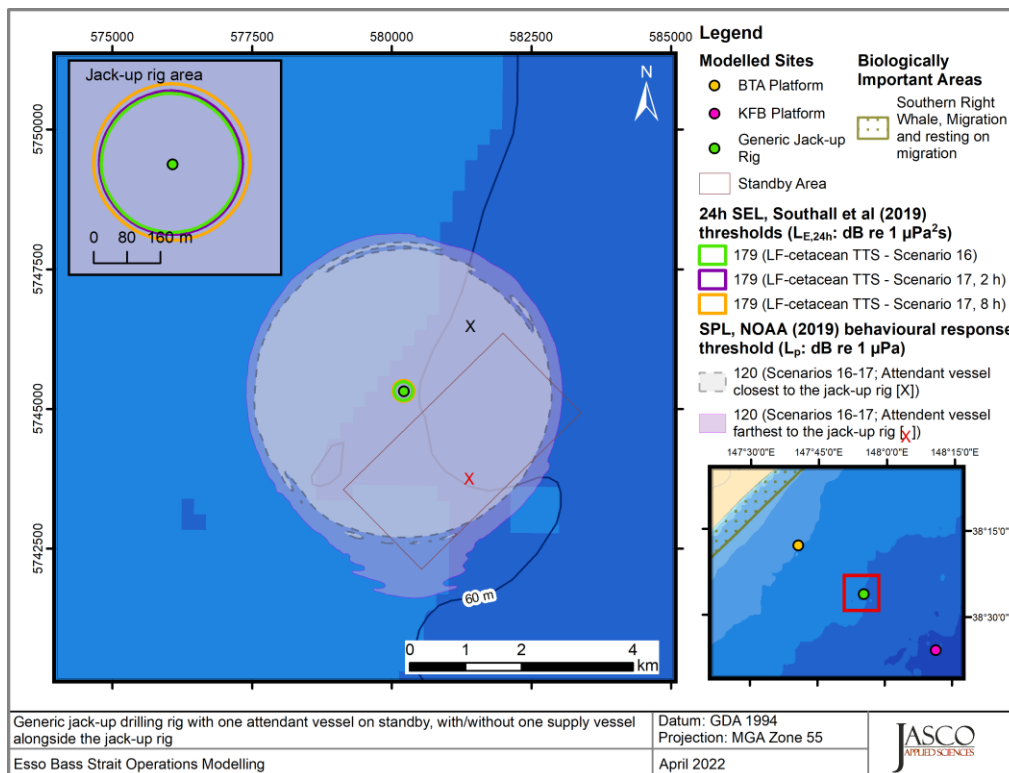 575000
577500
580000
582500
585000
5750000
5747500
5745000
5742500
Jack-up rig area
0 80 160 m
N
X
X
60 m
0 1 2 4
km
Legend
Modelled Sites
BTA Platform
KFB Platform
Generic Jack-up
Rig
Standby Area
Biologically
Important Areas
Southern Right
Whale, Migration
and resting on
migration
24h SEL, Southall et al (2019)
thresholds (LE,24h: dB re 1 µPa²s)
179 (LF-cetacean TTS - Scenario 16)
179 (LF-cetacean TTS - Scenario 17, 2 h)
179 (LF-cetacean TTS - Scenario 17, 8 h)
SPL, NOAA (2019) behavioural response
threshold (Lp: dB re 1 µPa)
120 (Scenarios 16-17; Attendant vessel
closest to the jack-up rig [X])
120 (Scenarios 16-17; Attendent vessel
farthest to the jack-up rig [X])
147°30'0"E 147°45'0"E 148°0'0"E 148°15'0"E
38°15'0"S
38°30'0"S
Generic jack-up drilling rig with one attendant vessel on standby, with/without one supply vessel
alongside the jack-up rig
Esso Bass Strait Operations Modelling
Datum: GDA 1994
Projection: MGA Zone 55
April 2022
JASCO
APPLIED SCIENCES